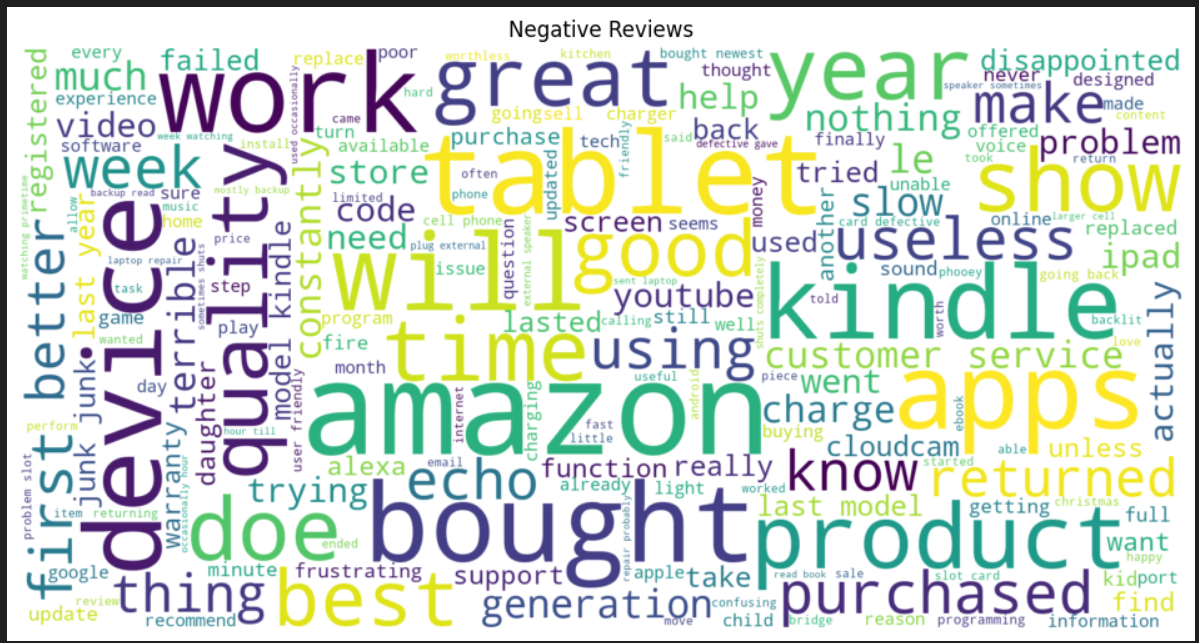 Negative Reviews
every
failed
replace
poor
worthless
kitchen
bought newest
year
disappointed
much
work
great
thought
never
designed
speaker sometimes
experience
hard
help
make
made
registered
used occasionally
going
sell
charger
nothing
content
video
came
purchase
tech
said
back
finally
offered
problem
software
week watching
install
turn
available
friendly
defective gave
voice
week
store
tablet
tried
le
took
return
show
backup read
sure
mostly backup
often
updated
unable
watching primetime
allow
music
limited
phone
money
slow
last year
home
code
cell phone
screen
seems
another
card defective
online
larger cell
device
quality
constantly
price
need
plug external
question
external speaker
good
used
useless
replaced
laptop repair
sometimes shuts
issue
sound
phooey
ipad
task
step
will
sent laptop
youtube
told
kindle
going back
first better
terrible
model kindle
game
play
program
lasted
calling
still
well
shuts completely
worth
backlit
wanted
fire
time
using
customer service
love
actually
junk junk
day
month
useful
piece
went
apps
daughter
user friendly
amazon
internet
charging
fast
little
android
charge
ebook
perform
hour till
buying
cloudcam
able
unless
problem slot
warranty
alexa
email
function
really
know
started
returned
occasionally hour
trying
echo
already
light
worked
last model
getting
christmas
item
returning
doe
bought
repair probably
product
full
want
ended
google
minute
frustrating
support
apple
take
read book
sale
slot card
happy
thing
best
generation
purchased
kid
port
update
review
recommend
move
confusing
child
bridge
reason
programming
find
information